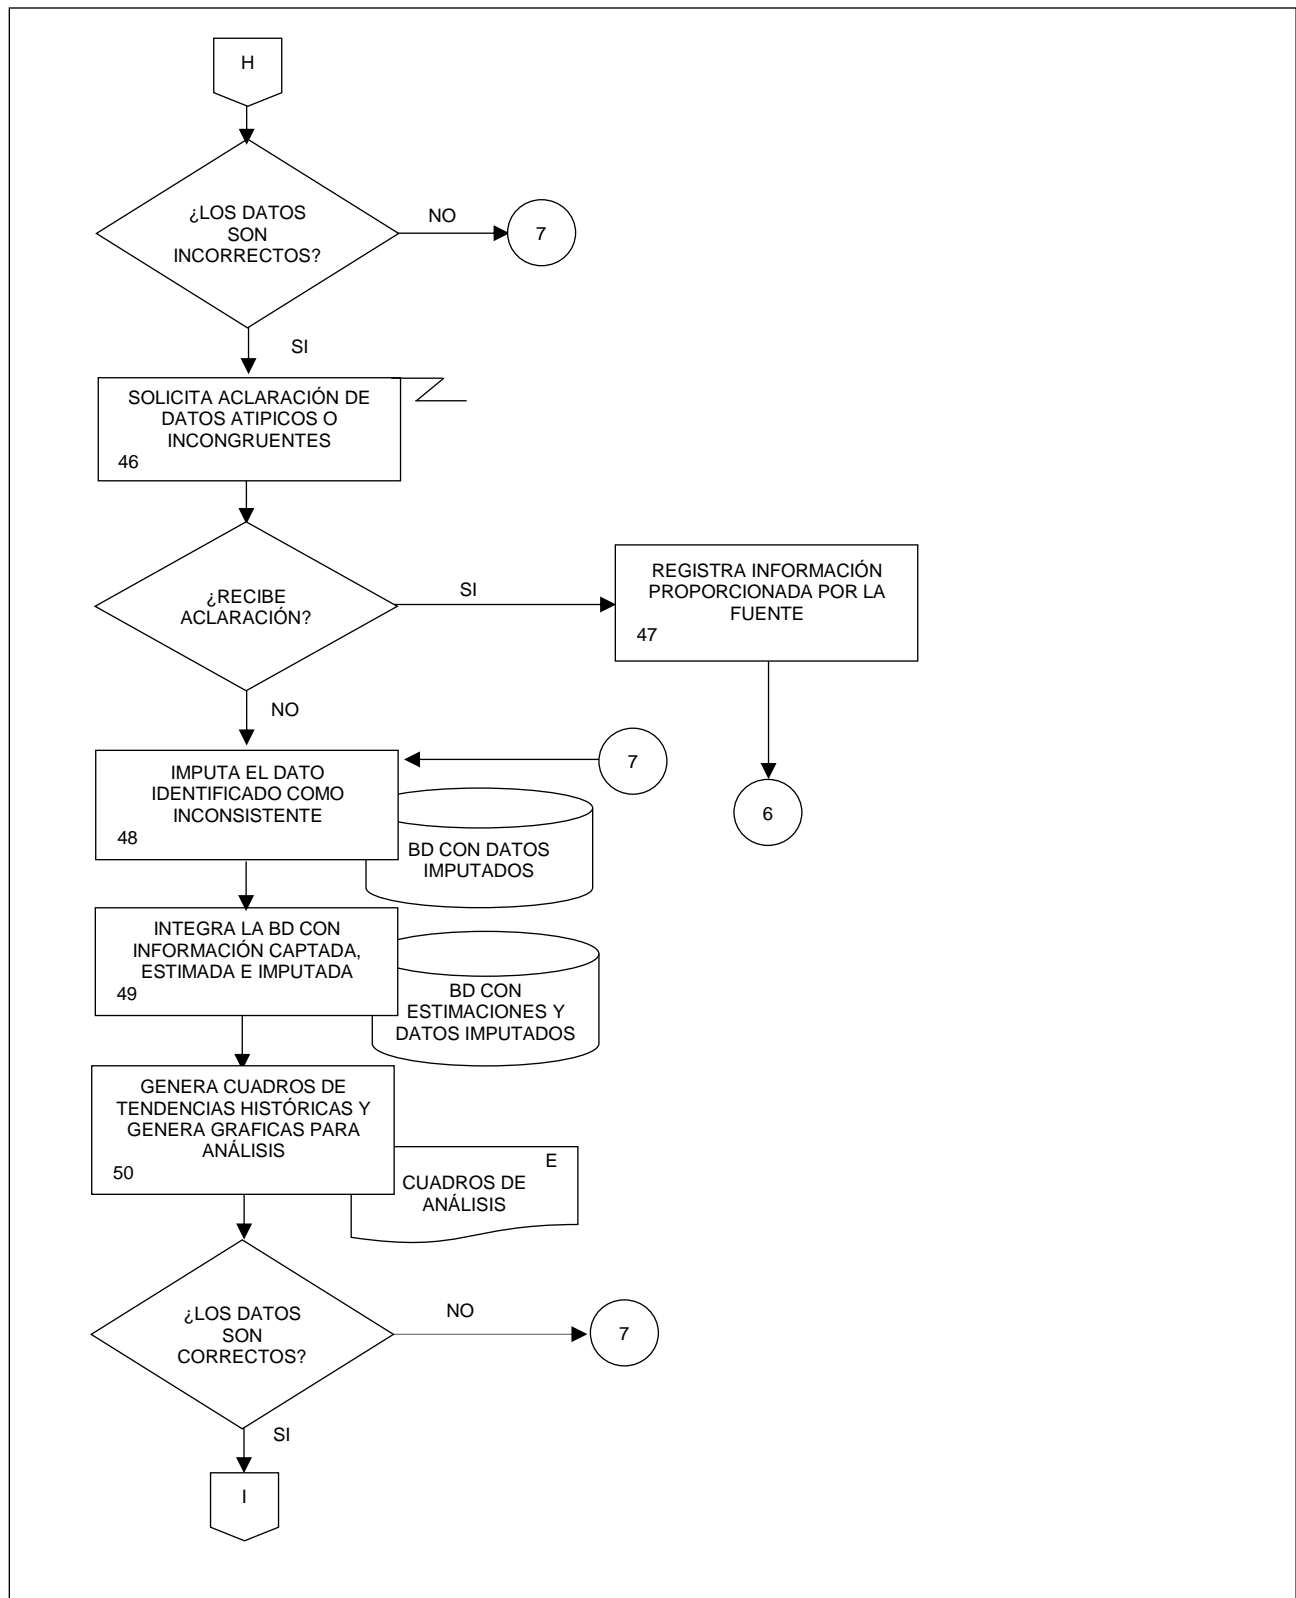 H
¿LOS DATOS
SON
INCORRECTOS?
NO
7
SI
SOLICITA ACLARACIÓN DE
DATOS ATIPICOS O
INCONGRUENTES
46
¿RECIBE
ACLARACIÓN?
SI
REGISTRA INFORMACIÓN
PROPORCIONADA POR LA
FUENTE
47
NO
7
IMPUTA EL DATO
IDENTIFICADO COMO
INCONSISTENTE
48
6
BD CON DATOS
IMPUTADOS
INTEGRA LA BD CON
INFORMACIÓN CAPTADA,
ESTIMADA E IMPUTADA
49
BD CON
ESTIMACIONES Y
DATOS IMPUTADOS
GENERA CUADROS DE
TENDENCIAS HISTÓRICAS Y
GENERA GRAFICAS PARA
ANÁLISIS
50
E
CUADROS DE
ANÁLISIS
¿LOS DATOS
SON
CORRECTOS?
NO
7
SI
I